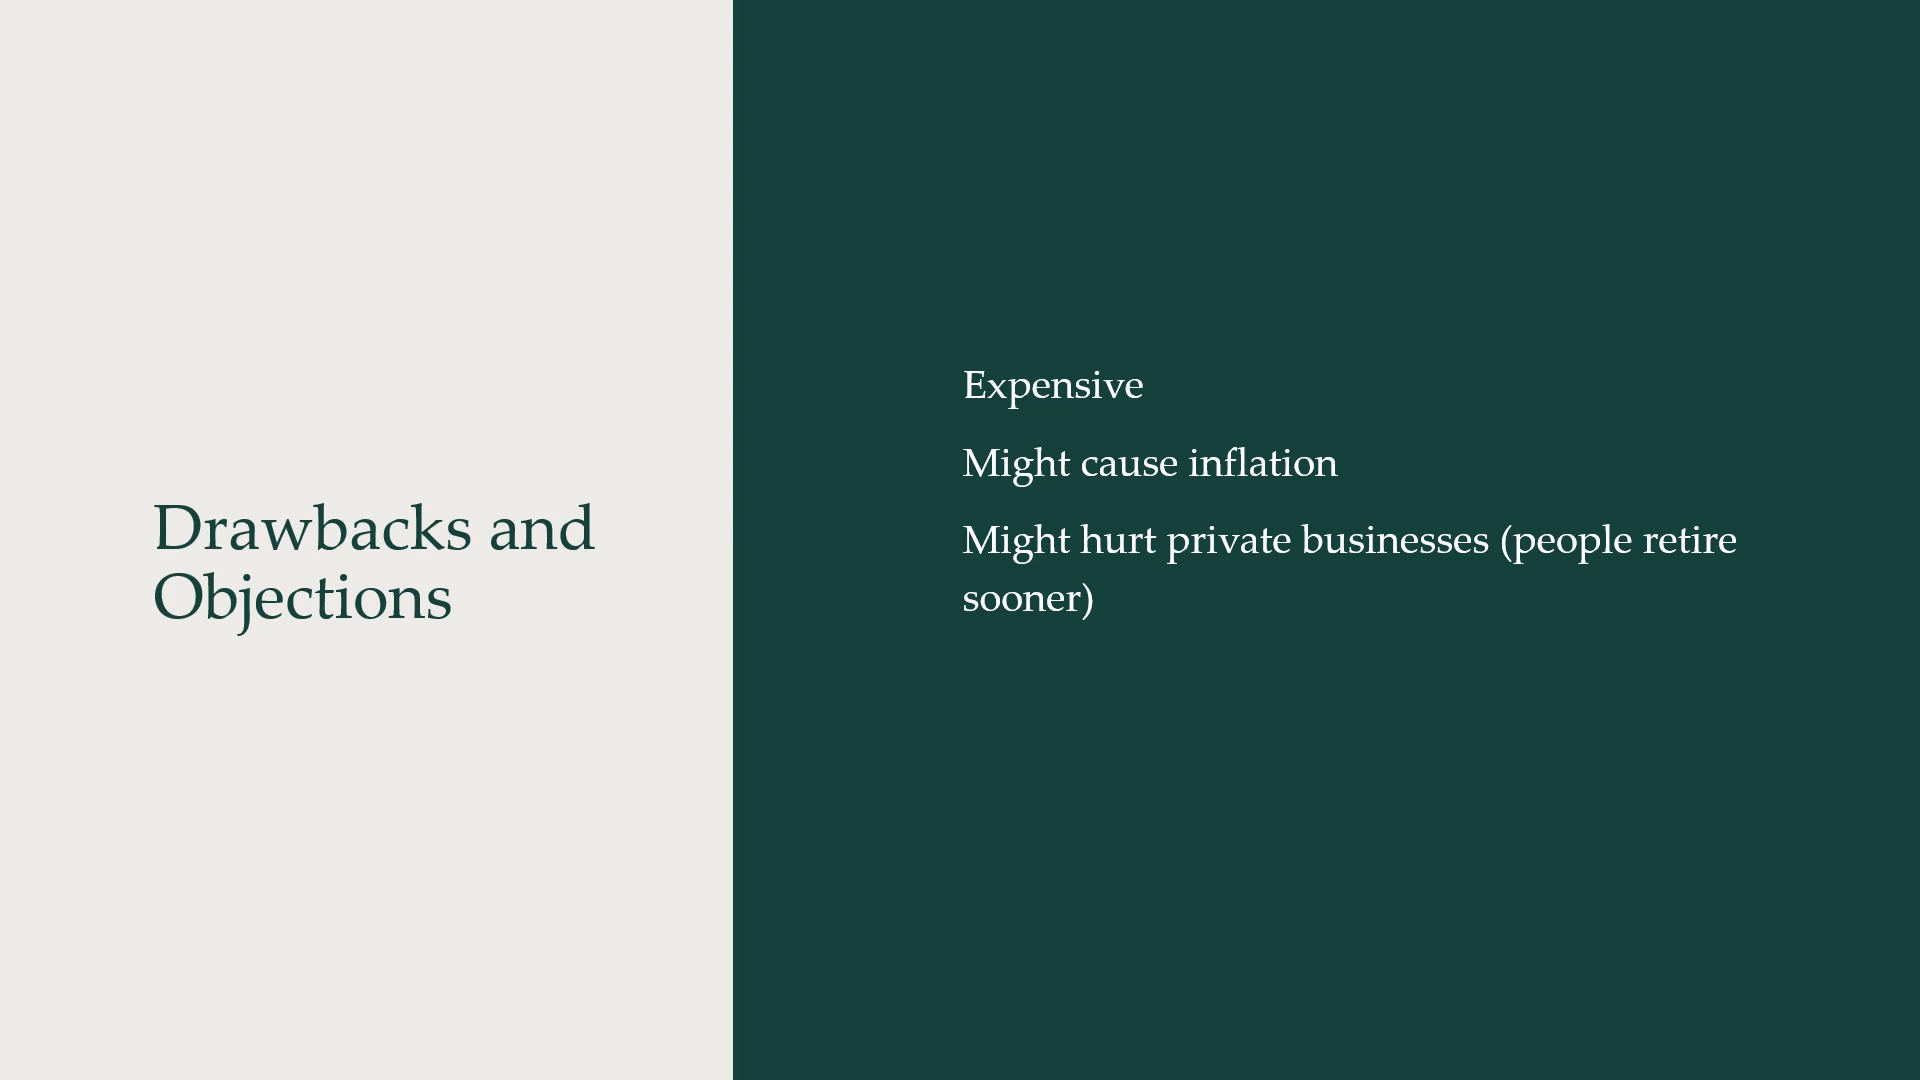 Drawbacks and
Objections
Expensive
Might cause inflation
Might hurt private businesses (people retire
sooner)